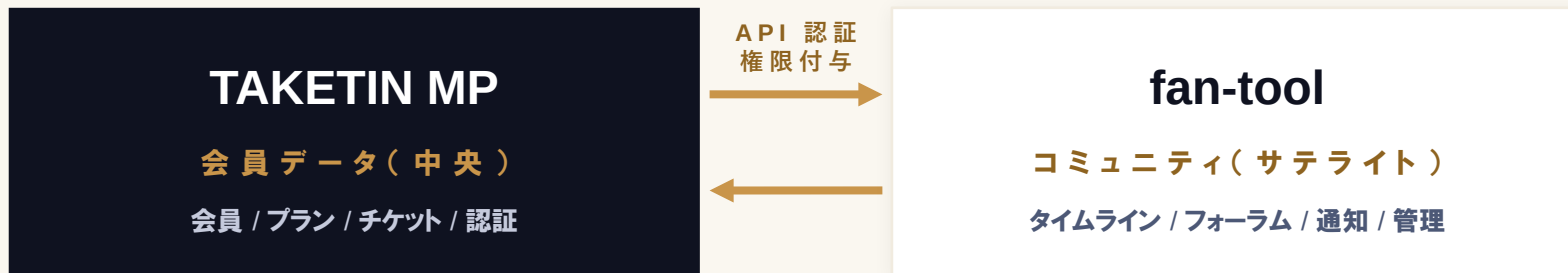 TAKETIN MP
会員データ(中央)
会員 / プラン / チケット / 認証
API 認証
権限付与
fan-tool
コミュニティ(サテライト)
タイムライン / フォーラム / 通知 / 管理